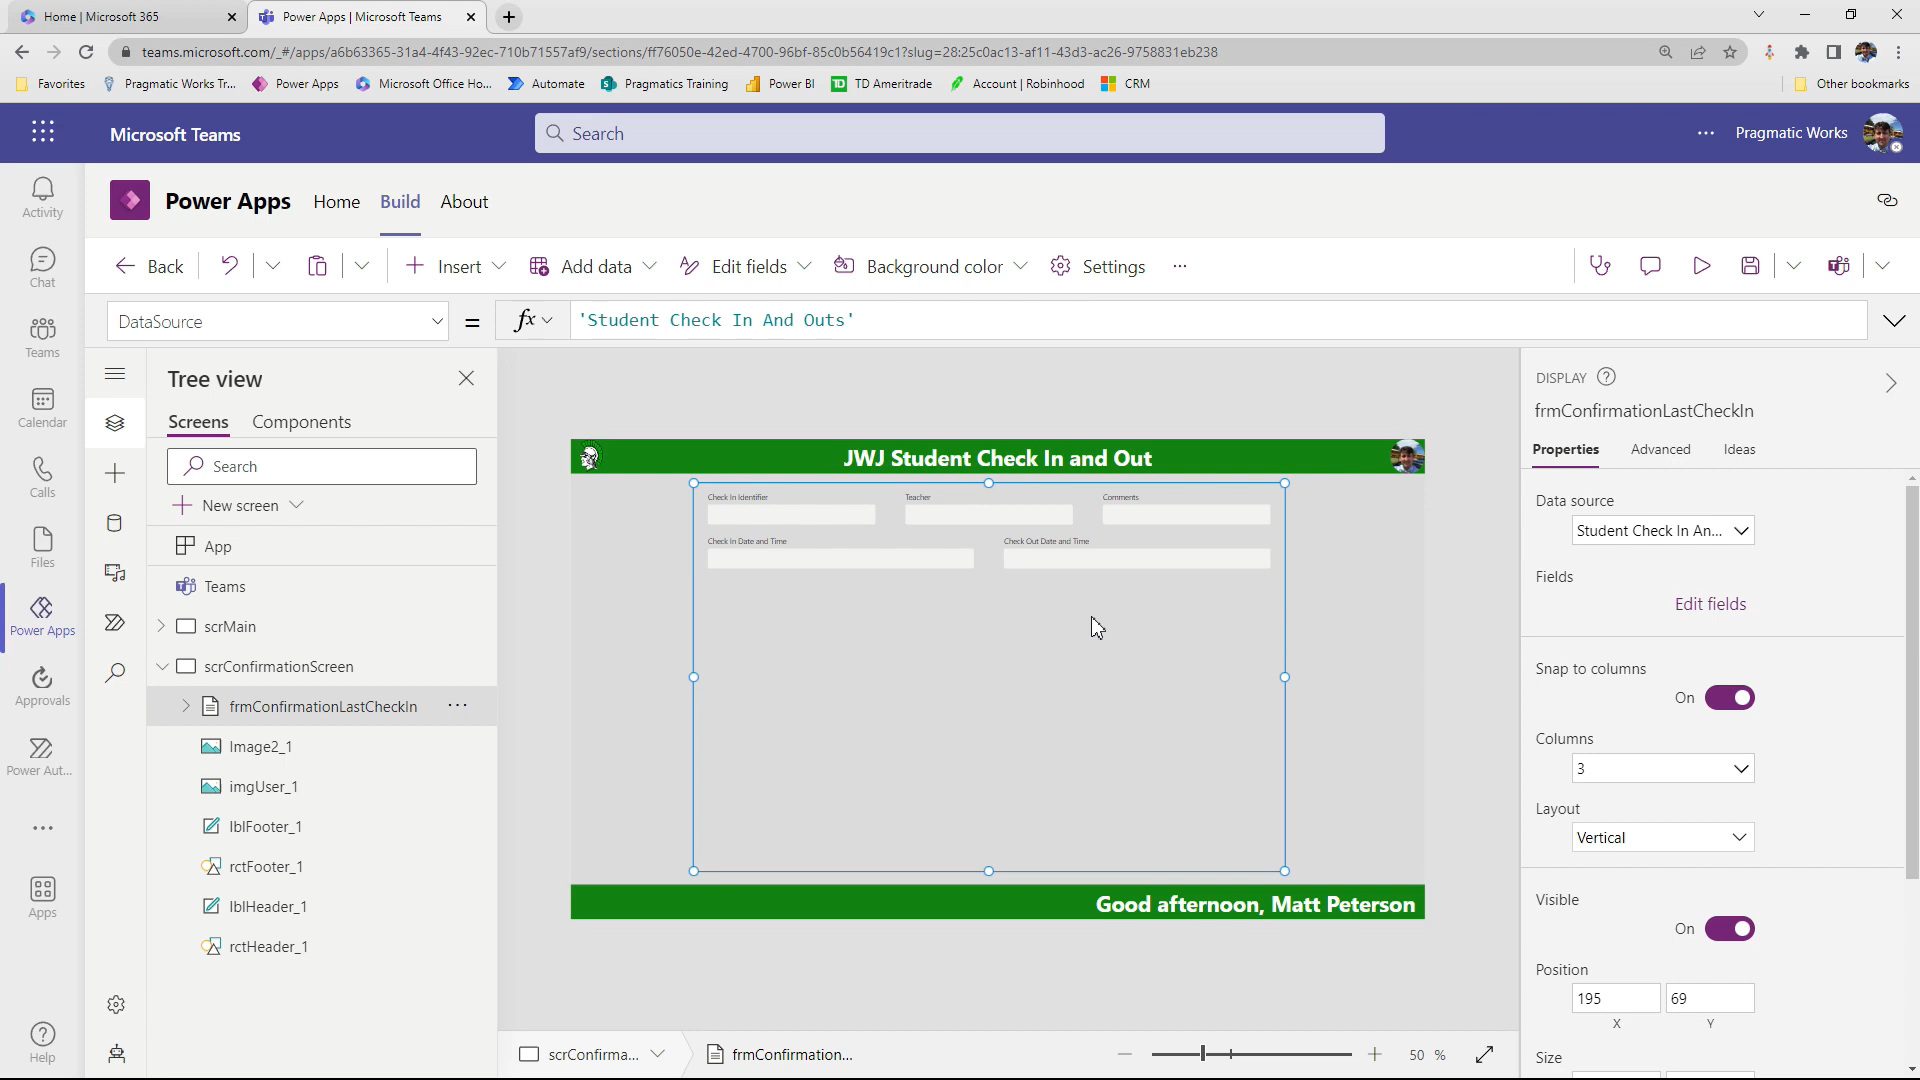 Home | Microsoft 365
Power Apps | Microsoft Teams
teams.microsoft.com/_#/apps/a6b63365-31a4-4f43-92ec-710b71557af9/sections/ff76050e-42ed-4700-96bf-85c0b56419c1?slug=28:25c0ac13-af11-43d3-ac26-9758831eb238
Favorites
Pragmatic Works Tr...
Power Apps
Microsoft Office Ho...
Automate
Pragmatics Training
Power BI
TD Ameritrade
Account | Robinhood
CRM
Other bookmarks
Microsoft Teams
Search
Pragmatic Works
Activity
Chat
Teams
Calendar
Calls
Files
Power Apps
Approvals
Power Aut...
Apps
Help
Power Apps
Home
Build
About
Back
Insert
Add data
Edit fields
Background color
Settings
DataSource
=
fx
'Student Check In And Outs'
Tree view
Screens
Components
Search
New screen
App
Teams
scrMain
scrConfirmationScreen
frmConfirmationLastCheckIn
Image2_1
imgUser_1
lblFooter_1
rctFooter_1
lblHeader_1
rctHeader_1
JWJ Student Check In and Out
Check In Identifier
Teacher
Comments
Check In Date and Time
Check Out Date and Time
Good afternoon, Matt Peterson
scrConfirma...
frmConfirmation...
50 %
DISPLAY
frmConfirmationLastCheckIn
Properties
Advanced
Ideas
Data source
Student Check In An...
Fields
Edit fields
Snap to columns
On
Columns
3
Layout
Vertical
Visible
On
Position
195
69
X
Y
Size